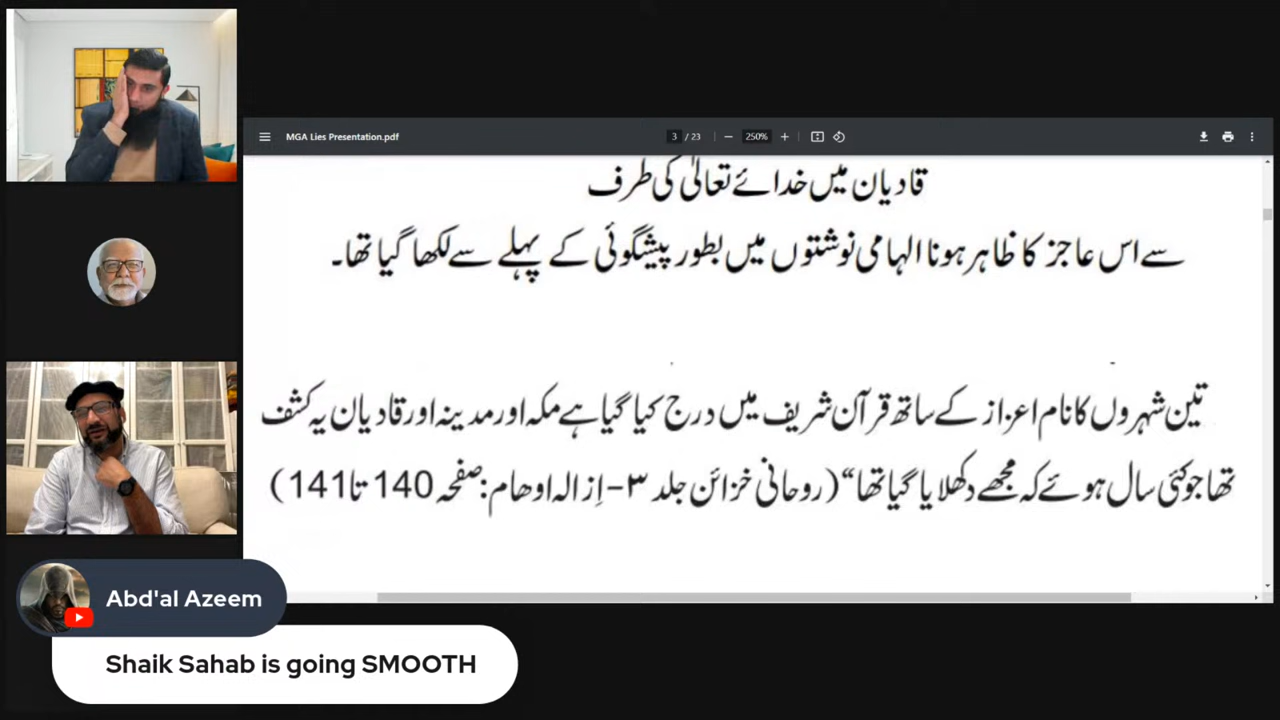 MGA Lies Presentation.pdf
3 / 23
250%
قادیان میں خدائے تعالیٰ کی طرف
سے اس عاجز کا ظاہر ہونا الہامی نوشتوں میں بطور پیشگوئی کے پہلے سے لکھا گیا تھا۔
تین شہروں کا نام اعزاز کے ساتھ قرآن شریف میں درج کیا گیا ہے مکہ اور مدینہ اور قادیان یہ کشف
تھا جو کئی سال ہوئے کہ مجھے دکھلایا گیا تھا“ (روحانی خزائن جلد ۳- اِزالہ اوھام: صفحہ 140 تا 141)
Abd'al Azeem
Shaik Sahab is going SMOOTH